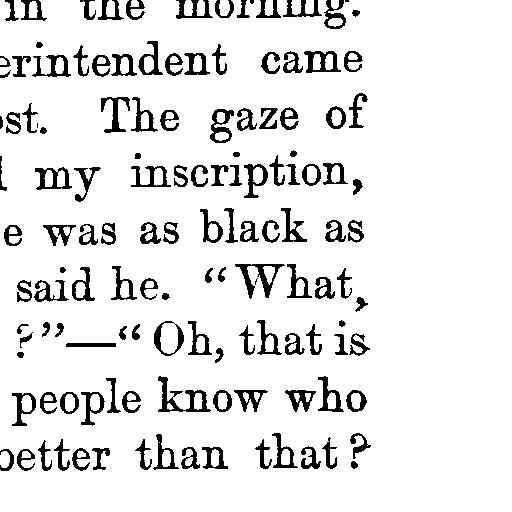 in the morning.
erintendent came
ost. The gaze of
my inscription,
e was as black as
said he. “What,
?”—“Oh, that is
people know who
better than that?